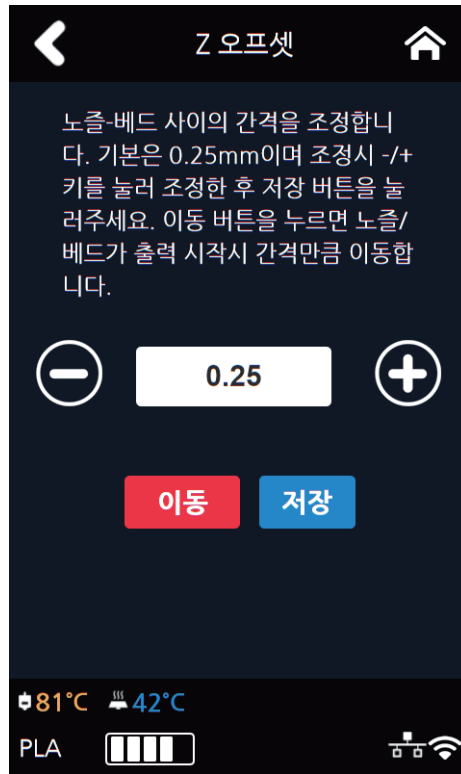 Z 오프셋
노즐-베드 사이의 간격을 조정합니
다. 기본은 0.25mm이며 조정시 -/+
키를 눌러 조정한 후 저장 버튼을 눌
러주세요. 이동 버튼을 누르면 노즐/
베드가 출력 시작시 간격만큼 이동합
니다.
0.25
이동 저장
81°C 42°C
PLA